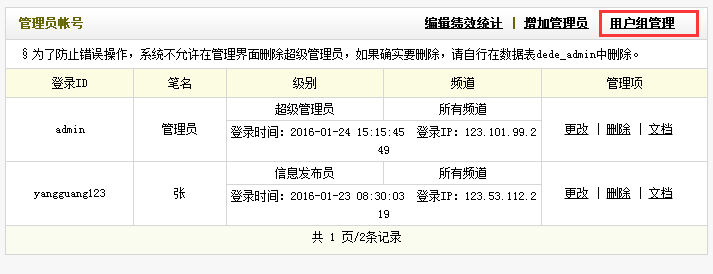 管理员帐号 编辑绩效统计 | 增加管理员 | 用户组管理
§ 为了防止错误操作，系统不允许在管理界面删除超级管理员，如果确实要删除，请自行在数据表dede_admin中删除。
登录ID 笔名 级别 频道 管理项
超级管理员 所有频道
admin 管理员 登录时间：2016-01-24 15:15:45 登录IP：123.101.99.2 更改 | 删除 | 文档
49
信息发布员 所有频道
yangguang123 张 登录时间：2016-01-23 08:30:03 登录IP：123.53.112.2 更改 | 删除 | 文档
19
共 1 页/2条记录